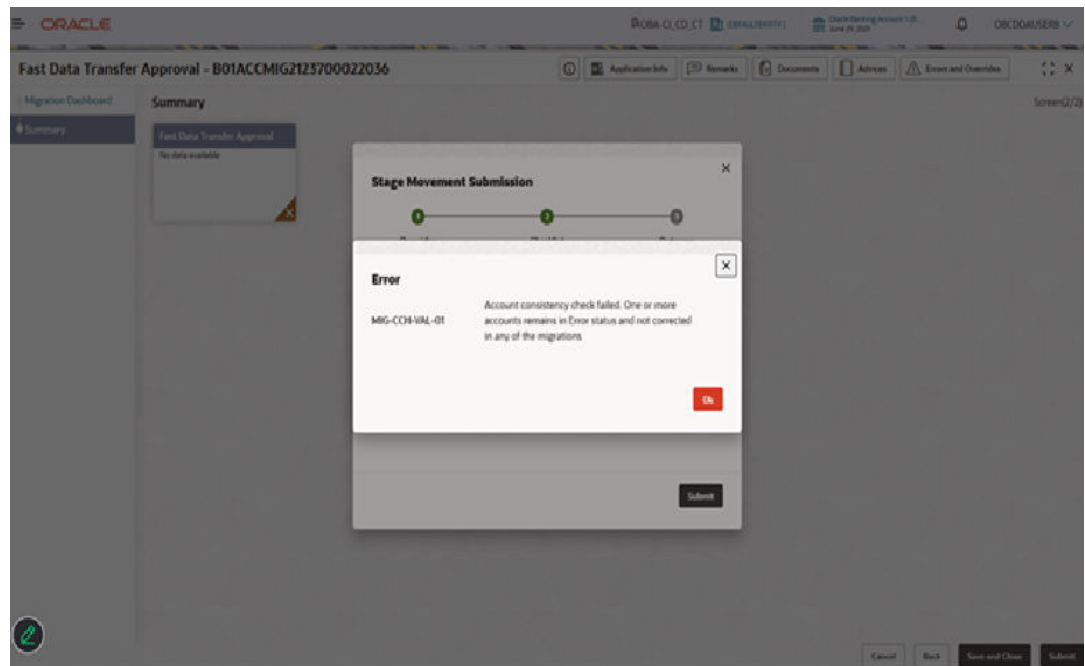 ORACLE
June 29, 2021
Fast Data Transfer Approval - B01ACCMIG2123700022036
Application Info
Remarks
Documents
Advices
Errors and Overrides
Migration Dashboard
Summary
Screen(2/2)
Summary
Fast Data Transfer Approval
No data available
Stage Movement Submission
Error
MIG-CCH-VAL-01
Account consistency check failed. One or more
accounts remains in Error status and not corrected
in any of the migrations
Ok
Submit
Cancel
Back
Save and Close
Submit